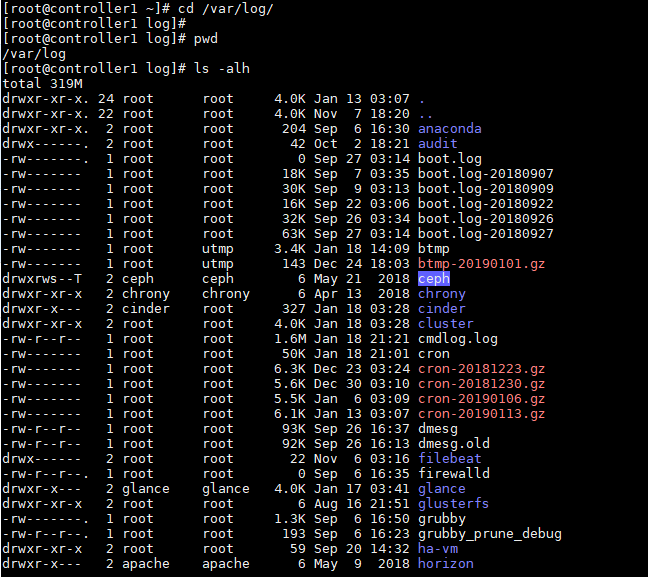 [root@controller1 ~]# cd /var/log/
[root@controller1 log]#
[root@controller1 log]# pwd
/var/log
[root@controller1 log]# ls -alh
total 319M
drwxr-xr-x. 24 root     root     4.0K Jan 13 03:07 .
drwxr-xr-x. 22 root     root     4.0K Nov  7 18:20 ..
drwxr-xr-x.  2 root     root      204 Sep  6 16:30 anaconda
drwx------.  2 root     root       42 Oct  2 18:21 audit
-rw-------.  1 root     root        0 Sep 27 03:14 boot.log
-rw-------   1 root     root      18K Sep  7 03:35 boot.log-20180907
-rw-------   1 root     root      30K Sep  9 03:13 boot.log-20180909
-rw-------   1 root     root      16K Sep 22 03:06 boot.log-20180922
-rw-------   1 root     root      32K Sep 26 03:34 boot.log-20180926
-rw-------   1 root     root      63K Sep 27 03:14 boot.log-20180927
-rw-------   1 root     utmp     3.4K Jan 18 14:09 btmp
-rw-------   1 root     utmp      143 Dec 24 18:03 btmp-20190101.gz
drwxrws--T   2 ceph     ceph        6 May 21  2018 ceph
drwxr-xr-x   2 chrony   chrony      6 Apr 13  2018 chrony
drwxr-x---   2 cinder   root      327 Jan 18 03:28 cinder
drwxr-xr-x   2 root     root     4.0K Jan 18 03:28 cluster
-rw-r--r--   1 root     root     1.6M Jan 18 21:21 cmdlog.log
-rw-------   1 root     root      50K Jan 18 21:01 cron
-rw-------   1 root     root     6.3K Dec 23 03:24 cron-20181223.gz
-rw-------   1 root     root     5.6K Dec 30 03:10 cron-20181230.gz
-rw-------   1 root     root     5.5K Jan  6 03:09 cron-20190106.gz
-rw-------   1 root     root     6.1K Jan 13 03:07 cron-20190113.gz
-rw-r--r--   1 root     root      93K Sep 26 16:37 dmesg
-rw-r--r--   1 root     root      92K Sep 26 16:13 dmesg.old
drwx------   2 root     root       22 Nov  6 03:16 filebeat
-rw-r--r--.  1 root     root        0 Sep  6 16:35 firewalld
drwxr-x---   2 glance   glance   4.0K Jan 17 03:41 glance
drwxr-xr-x   2 root     root        6 Aug 16 21:51 glusterfs
-rw-------.  1 root     root     1.3K Sep  6 16:50 grubby
-rw-r--r--.  1 root     root      193 Sep  6 16:23 grubby_prune_debug
drwxr-xr-x   2 root     root       59 Sep 20 14:32 ha-vm
drwxr-x---   2 apache   apache      6 May  9  2018 horizon